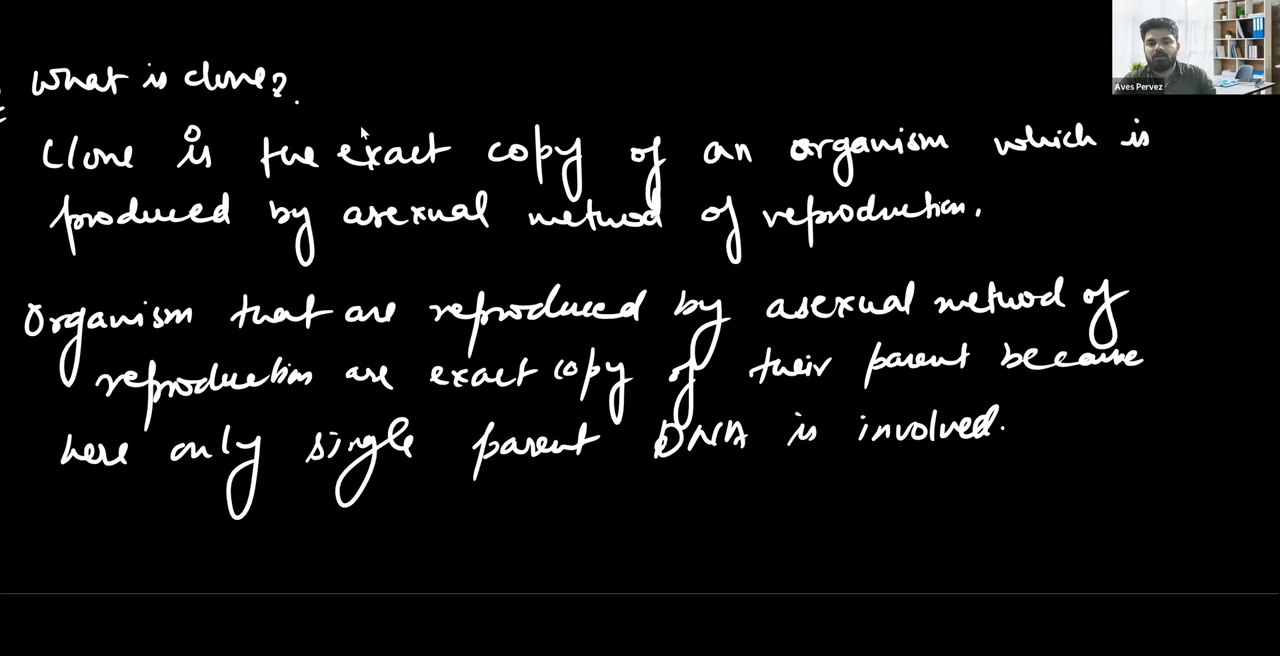 What is clone?
Clone is the exact copy of an organism which is
produced by asexual method of reproduction.
Organism that are reproduced by asexual method of
reproduction are exact copy of their parent because
here only single parent DNA is involved.
Aves Pervez